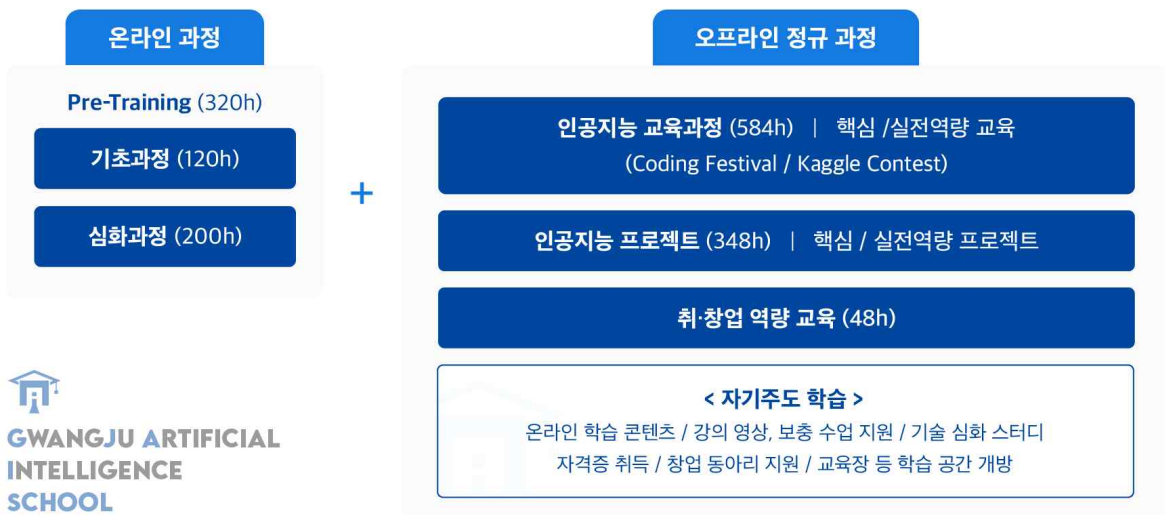 온라인 과정
Pre-Training (320h)
기초과정 (120h)
심화과정 (200h)
+
오프라인 정규 과정
인공지능 교육과정 (584h) | 핵심 /실전역량 교육
(Coding Festival / Kaggle Contest)
인공지능 프로젝트 (348h) | 핵심 / 실전역량 프로젝트
취·창업 역량 교육 (48h)
< 자기주도 학습 >
온라인 학습 콘텐츠 / 강의 영상, 보충 수업 지원 / 기술 심화 스터디
자격증 취득 / 창업 동아리 지원 / 교육장 등 학습 공간 개방
GWANGJU ARTIFICIAL
INTELLIGENCE
SCHOOL